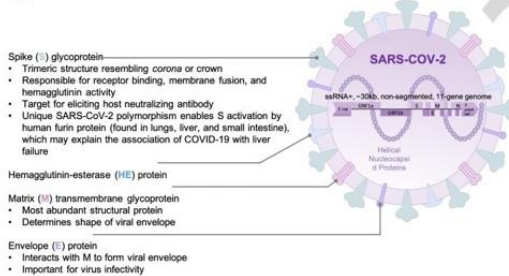 Spike (S) glycoprotein
• Trimeric structure resembling corona or crown
• Responsible for receptor binding, membrane fusion, and
hemagglutinin activity
• Target for eliciting host neutralizing antibody
• Unique SARS-CoV-2 polymorphism enables S activation by
human furin protein (found in lungs, liver, and small intestine),
which may explain the association of COVID-19 with liver
failure
Hemagglutinin-esterase (HE) protein
Matrix (M) transmembrane glycoprotein
• Most abundant structural protein
• Determines shape of viral envelope
Envelope (E) protein
• Interacts with M to form viral envelope
• Important for virus infectivity
SARS-COV-2
ssRNA+, ~30kb, non-segmented, 11-gene genome
ORF1a
S
M
N
Helical
Nucleocapsi
d Proteins